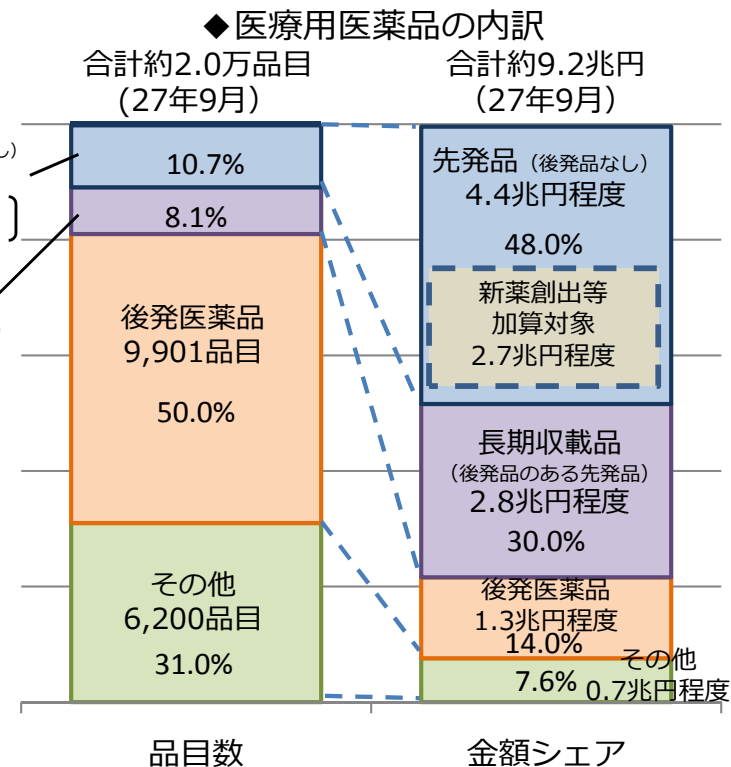 ◆医療用医薬品の内訳
合計約2.0万品目
(27年9月）
合計約9.2兆円
（27年9月）
10.7%
8.1%
後発医薬品
9,901品目
50.0%
その他
6,200品目
31.0%
先発品（後発品なし）
4.4兆円程度
48.0%
新薬創出等
加算対象
2.7兆円程度
長期収載品
（後発品のある先発品）
2.8兆円程度
30.0%
後発医薬品
1.3兆円程度
14.0%
その他
7.6% 0.7兆円程度
品目数
金額シェア